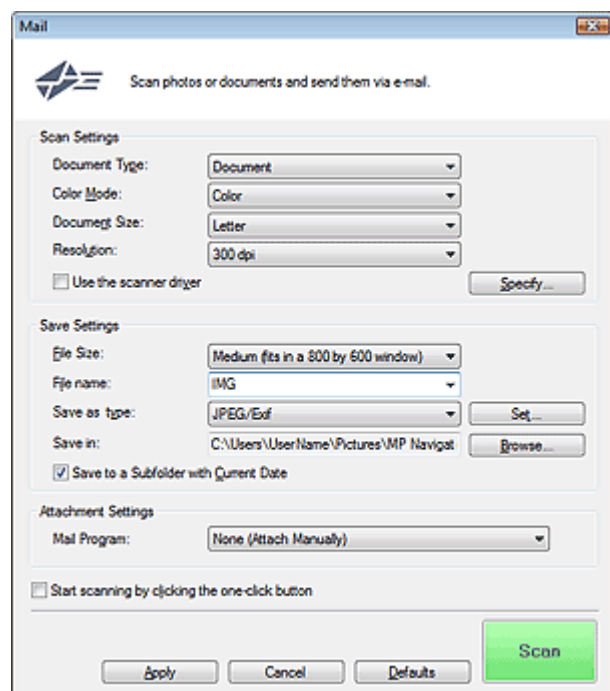 Mail
Scan photos or documents and send them via e-mail.
Scan Settings
Document Type: Document
Color Mode: Color
Document Size: Letter
Resolution: 300 dpi
Use the scanner driver Specify...
Save Settings
File Size: Medium (fits in a 800 by 600 window)
File name: IMG
Save as type: JPEG/Exif Set...
Save in: C:\Users\UserName\Pictures\MP Navigat Browse...
Save to a Subfolder with Current Date
Attachment Settings
Mail Program: None (Attach Manually)
Start scanning by clicking the one-click button
Scan
Apply Cancel Defaults